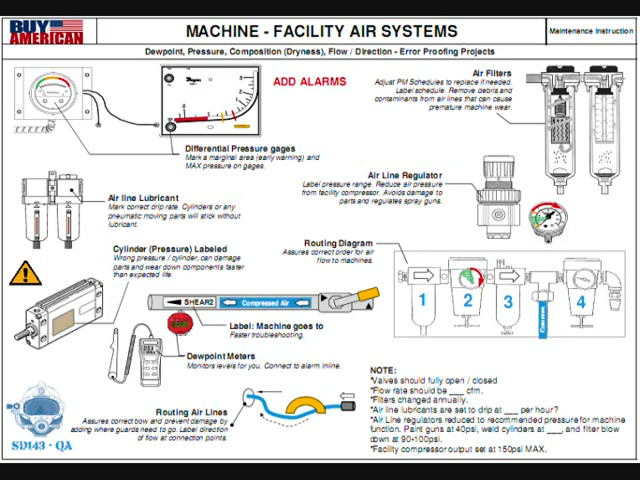 BUY
AMERICAN
MACHINE - FACILITY AIR SYSTEMS
Maintenance Instruction
Dewpoint, Pressure, Composition (Dryness), Flow / Direction - Error Proofing Projects
ADD ALARMS
Air Filters
Adjust PM Schedules to replace if needed.
Label schedule. Remove debris and
contaminants from air lines that can cause
premature machine wear.
Differential Pressure gages
Mark a marginal area (early warning) and
MAX pressure on gages.
Air Line Regulator
Label pressure range. Reduce air pressure
from facility compressor. Avoids damage to
parts and regulates spray guns.
Air line Lubricant
Mark correct drip rate. Cylinders or any
pneumatic moving parts will stick without
lubricant.
Routing Diagram
Assures correct order for air
flow to machines.
Cylinder (Pressure) Labeled
Wrong pressure / cylinder, can damage
parts and wear down components faster
than expected life.
1 2 3 4
SHEAR2 Compressed Air
Label: Machine goes to
Faster troubleshooting.
Dewpoint Meters
Monitors levels for you. Connect to alarm inline.
Routing Air Lines
Assures correct bow and prevent damage by
adding where guards need to go. Label direction
of flow at connection points.
SD143 - QA
NOTE:
*Valves should fully open / closed
*Flow rate should be ___ cfm.
*Filters changed annually.
*Air line lubricants are set to drip at ___ per hour?
*Air Line regulators reduced to recommended pressure for machine
function. Paint guns at 40psi, weld cylinders at ___, and filter blow
down at 90-100psi.
*Facility compressor output set at 150psi MAX.